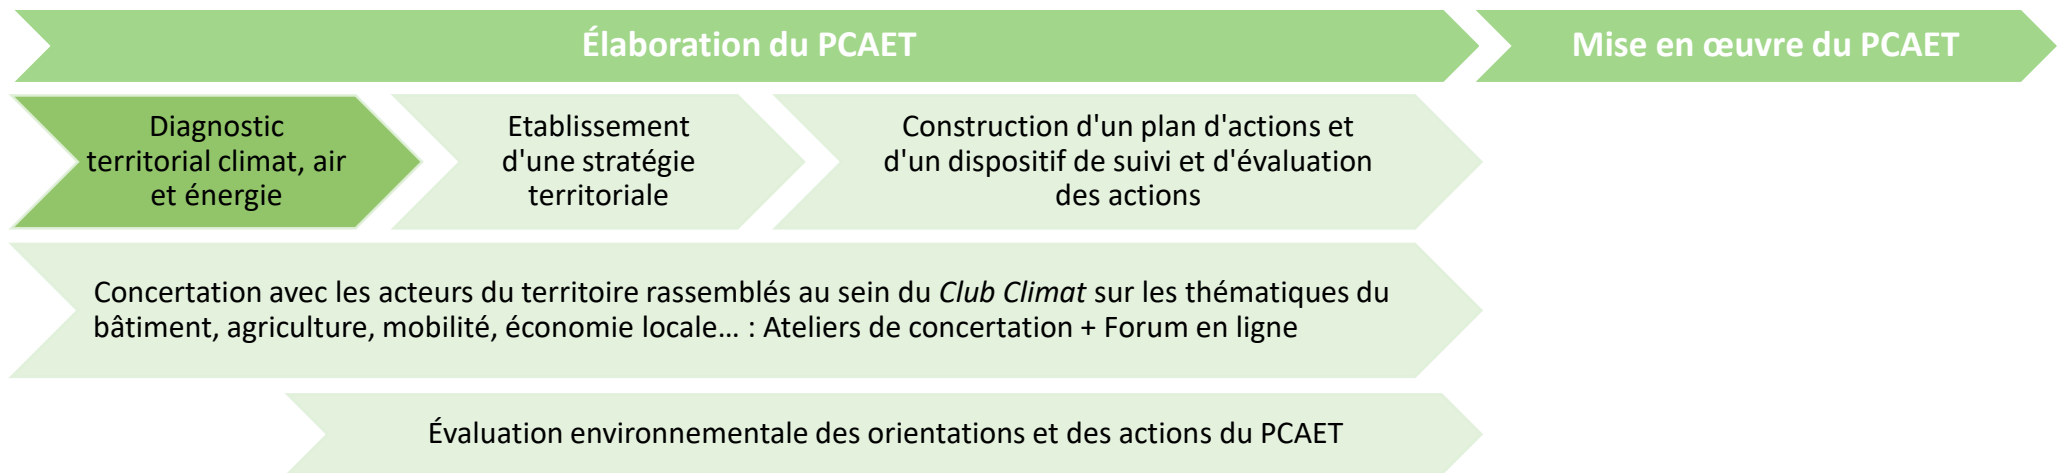 Élaboration du PCAET
Mise en œuvre du PCAET
Diagnostic
territorial climat, air
et énergie
Etablissement
d'une stratégie
territoriale
Construction d'un plan d'actions et
d'un dispositif de suivi et d'évaluation
des actions
Concertation avec les acteurs du territoire rassemblés au sein du Club Climat sur les thématiques du
bâtiment, agriculture, mobilité, économie locale... : Ateliers de concertation + Forum en ligne
Évaluation environnementale des orientations et des actions du PCAET